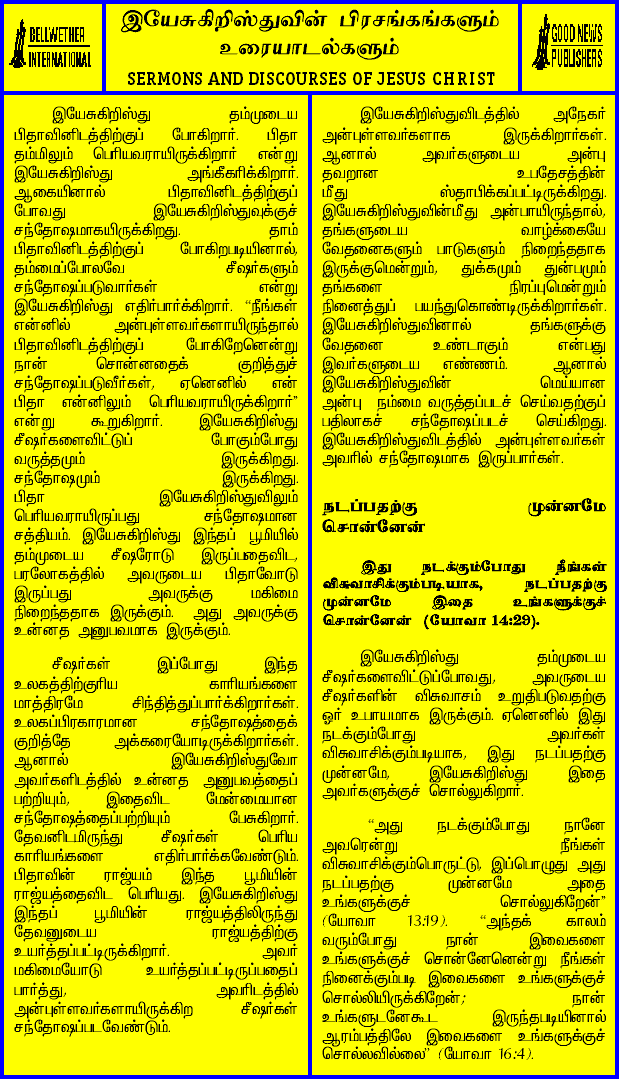 BELLWETHER
INTERNATIONAL
இயேசுகிறிஸ்துவின் பிரசங்கங்களும்
உரையாடல்களும்
SERMONS AND DISCOURSES OF JESUS CHRIST
GOOD NEWS
PUBLISHERS
இயேசுகிறிஸ்து தம்முடைய
பிதாவினிடத்திற்குப் போகிறார். பிதா
தம்மிலும் பெரியவராயிருக்கிறார் என்று
இயேசுகிறிஸ்து அங்கீகரிக்கிறார்.
ஆகையினால் பிதாவினிடத்திற்குப்
போவது இயேசுகிறிஸ்துவுக்குச்
சந்தோஷமாகயிருக்கிறது. தாம்
பிதாவினிடத்திற்குப் போகிறபடியினால்,
தம்மைப்போலவே சீஷர்களும்
சந்தோஷப்படுவார்கள் என்று
இயேசுகிறிஸ்து எதிர்பார்க்கிறார். “நீங்கள்
என்னில் அன்புள்ளவர்களாயிருந்தால்
பிதாவினிடத்திற்குப் போகிறேனென்று
நான் சொன்னதைக் குறித்துச்
சந்தோஷப்படுவீர்கள், ஏனெனில் என்
பிதா என்னிலும் பெரியவராயிருக்கிறார்”
என்று கூறுகிறார். இயேசுகிறிஸ்து
சீஷர்களைவிட்டுப் போகும்போது
வருத்தமும் இருக்கிறது.
சந்தோஷமும் இருக்கிறது.
பிதா இயேசுகிறிஸ்துவிலும்
பெரியவராயிருப்பது சந்தோஷமான
சத்தியம். இயேசுகிறிஸ்து இந்தப் பூமியில்
தம்முடைய சீஷரோடு இருப்பதைவிட,
பரலோகத்தில் அவருடைய பிதாவோடு
இருப்பது அவருக்கு மகிமை
நிறைந்ததாக இருக்கும். அது அவருக்கு
உன்னத அனுபவமாக இருக்கும்.
சீஷர்கள் இப்போது இந்த
உலகத்திற்குரிய காரியங்களை
மாத்திரமே சிந்தித்துப்பார்க்கிறார்கள்.
உலகப்பிரகாரமான சந்தோஷத்தைக்
குறித்தே அக்கரையோடிருக்கிறார்கள்.
ஆனால் இயேசுகிறிஸ்துவோ
அவர்களிடத்தில் உன்னத அனுபவத்தைப்
பற்றியும், இதைவிட மேன்மையான
சந்தோஷத்தைப்பற்றியும் பேசுகிறார்.
தேவனிடமிருந்து சீஷர்கள் பெரிய
காரியங்களை எதிர்பார்க்கவேண்டும்.
பிதாவின் ராஜ்யம் இந்த பூமியின்
ராஜ்யத்தைவிட பெரியது. இயேசுகிறிஸ்து
இந்தப் பூமியின் ராஜ்யத்திலிருந்து
தேவனுடைய ராஜ்யத்திற்கு
உயர்த்தப்பட்டிருக்கிறார். அவர்
மகிமையோடு உயர்த்தப்பட்டிருப்பதைப்
பார்த்து, அவரிடத்தில்
அன்புள்ளவர்களாயிருக்கிற சீஷர்கள்
சந்தோஷப்படவேண்டும்.
இயேசுகிறிஸ்துவிடத்தில் அநேகர்
அன்புள்ளவர்களாக இருக்கிறார்கள்.
ஆனால் அவர்களுடைய அன்பு
தவறான உபதேசத்தின்
மீது ஸ்தாபிக்கப்பட்டிருக்கிறது.
இயேசுகிறிஸ்துவின்மீது அன்பாயிருந்தால்,
தங்களுடைய வாழ்க்கையே
வேதனைகளும் பாடுகளும் நிறைந்ததாக
இருக்குமென்றும், துக்கமும் துன்பமும்
தங்களை நிரப்புமென்றும்
நினைத்துப் பயந்துகொண்டிருக்கிறார்கள்.
இயேசுகிறிஸ்துவினால் தங்களுக்கு
வேதனை உண்டாகும் என்பது
இவர்களுடைய எண்ணம். ஆனால்
இயேசுகிறிஸ்துவின் மெய்யான
அன்பு நம்மை வருத்தப்படச் செய்வதற்குப்
பதிலாகச் சந்தோஷப்படச் செய்கிறது.
இயேசுகிறிஸ்துவிடத்தில் அன்புள்ளவர்கள்
அவரில் சந்தோஷமாக இருப்பார்கள்.
நடப்பதற்கு முன்னமே
சொன்னேன்
இது நடக்கும்போது நீங்கள்
விசுவாசிக்கும்படியாக, நடப்பதற்கு
முன்னமே இதை உங்களுக்குச்
சொன்னேன் (யோவா 14:29).
இயேசுகிறிஸ்து தம்முடைய
சீஷர்களைவிட்டுப்போவது, அவருடைய
சீஷர்களின் விசுவாசம் உறுதிபடுவதற்கு
ஓர் உபாயமாக இருக்கும். ஏனெனில் இது
நடக்கும்போது அவர்கள்
விசுவாசிக்கும்படியாக, இது நடப்பதற்கு
முன்னமே, இயேசுகிறிஸ்து இதை
அவர்களுக்குச் சொல்லுகிறார்.
“அது நடக்கும்போது நானே
அவரென்று நீங்கள்
விசுவாசிக்கும்பொருட்டு, இப்பொழுது அது
நடப்பதற்கு முன்னமே அதை
உங்களுக்குச் சொல்லுகிறேன்”
(யோவா 13:19). “அந்தக் காலம்
வரும்போது நான் இவைகளை
உங்களுக்குச் சொன்னேனென்று நீங்கள்
நினைக்கும்படி இவைகளை உங்களுக்குச்
சொல்லியிருக்கிறேன்; நான்
உங்களுடனேகூட இருந்தபடியினால்
ஆரம்பத்திலே இவைகளை உங்களுக்குச்
சொல்லவில்லை” (யோவா 16:4).